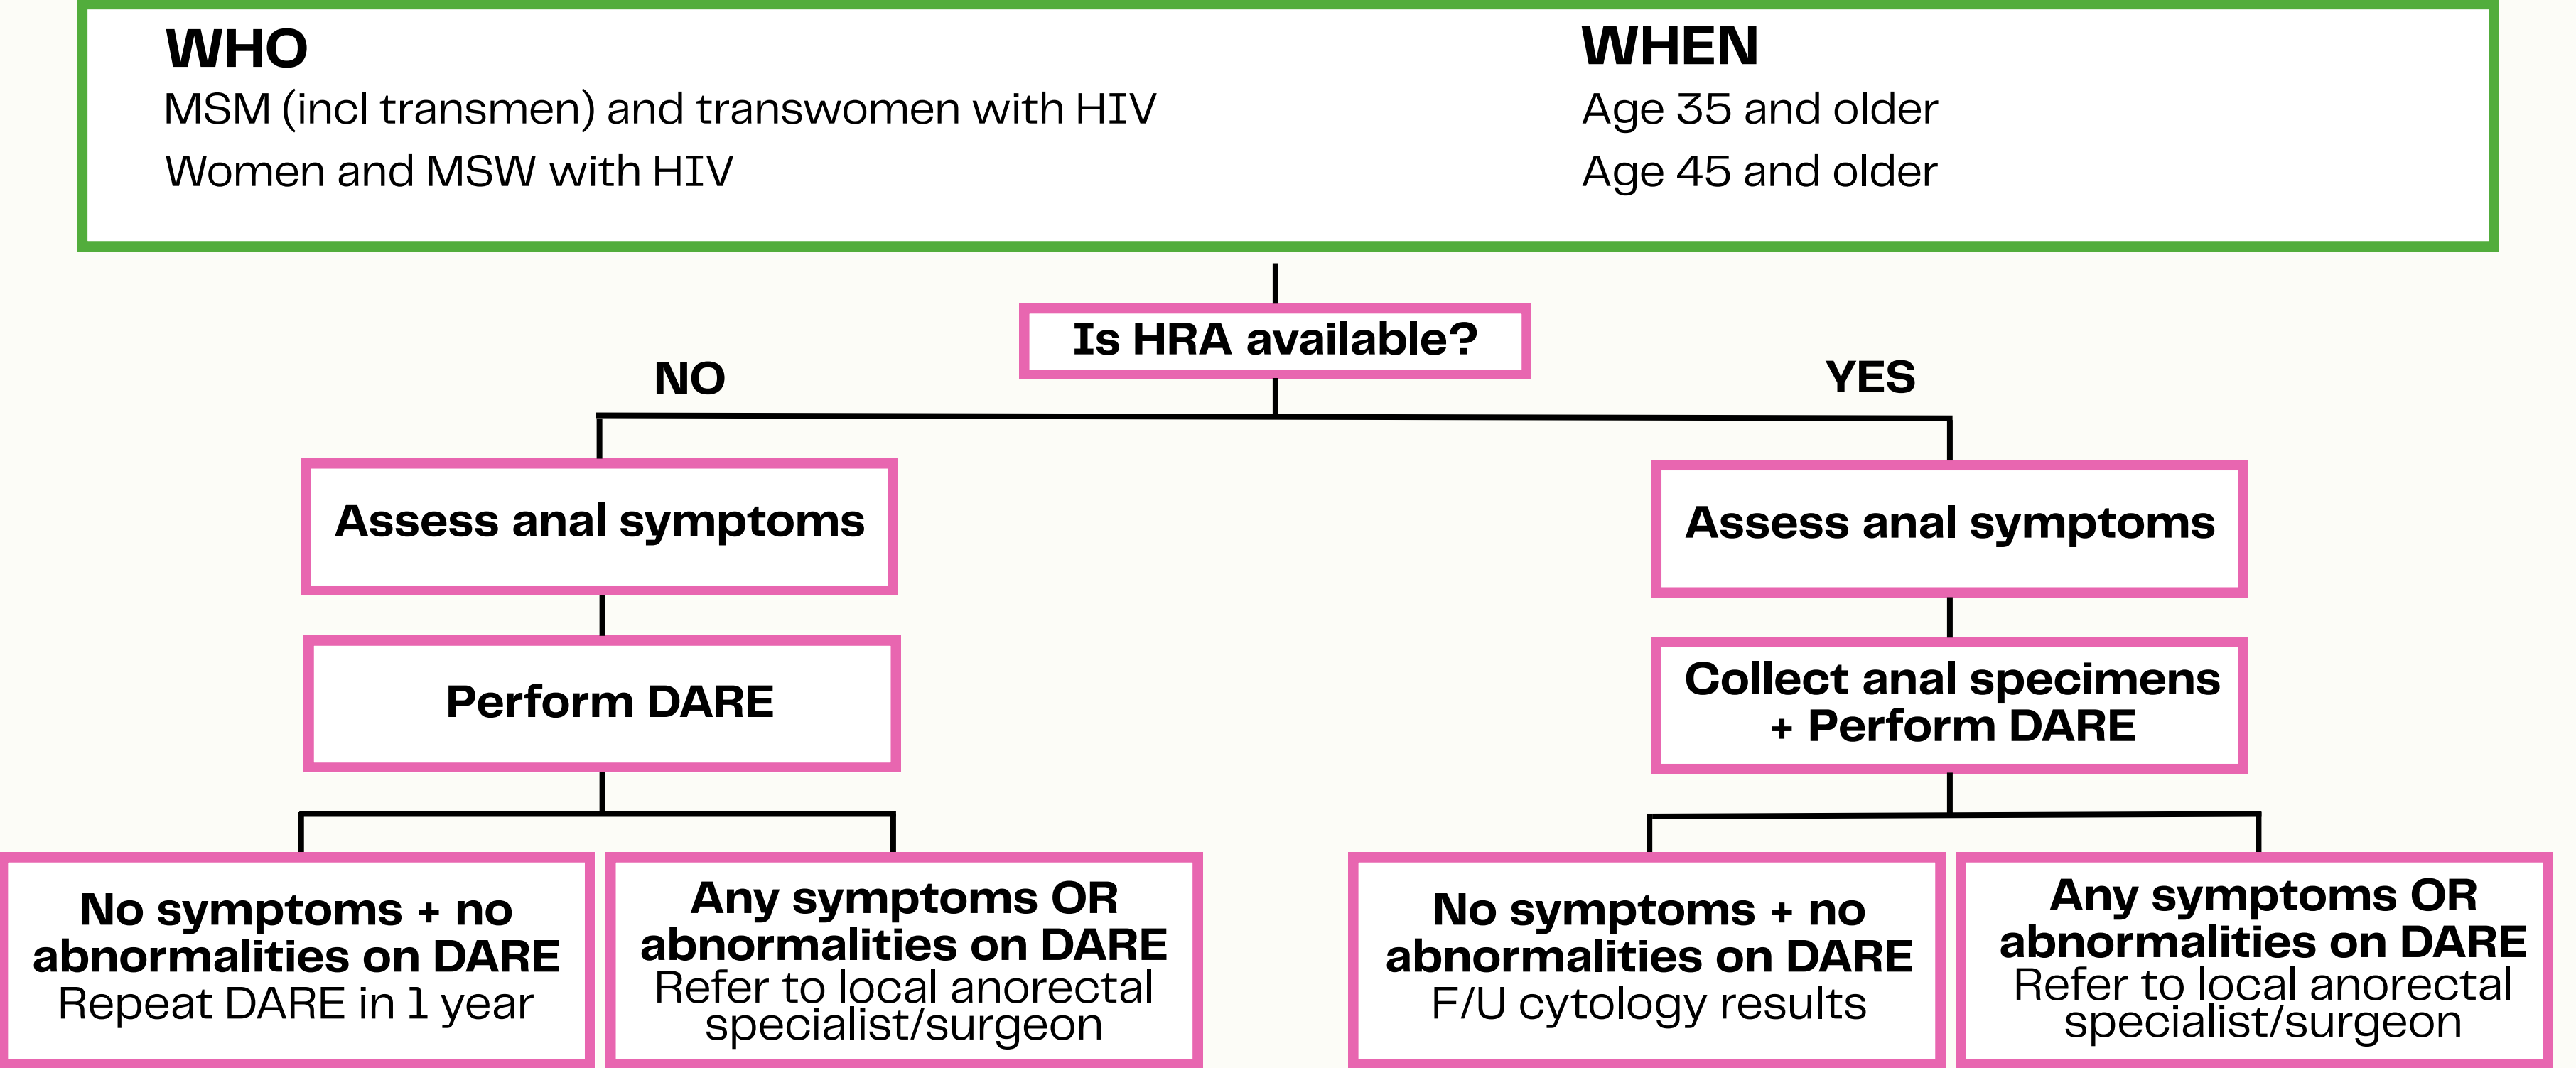 WHO
MSM (incl transmen) and transwomen with HIV
Women and MSW with HIV
WHEN
Age 35 and older
Age 45 and older
Is HRA available?
NO
YES
Assess anal symptoms
Perform DARE
No symptoms + no
abnormalities on DARE
Repeat DARE in 1 year
Any symptoms OR
abnormalities on DARE
Refer to local anorectal
specialist/surgeon
Assess anal symptoms
Collect anal specimens
+ Perform DARE
No symptoms + no
abnormalities on DARE
F/U cytology results
Any symptoms OR
abnormalities on DARE
Refer to local anorectal
specialist/surgeon